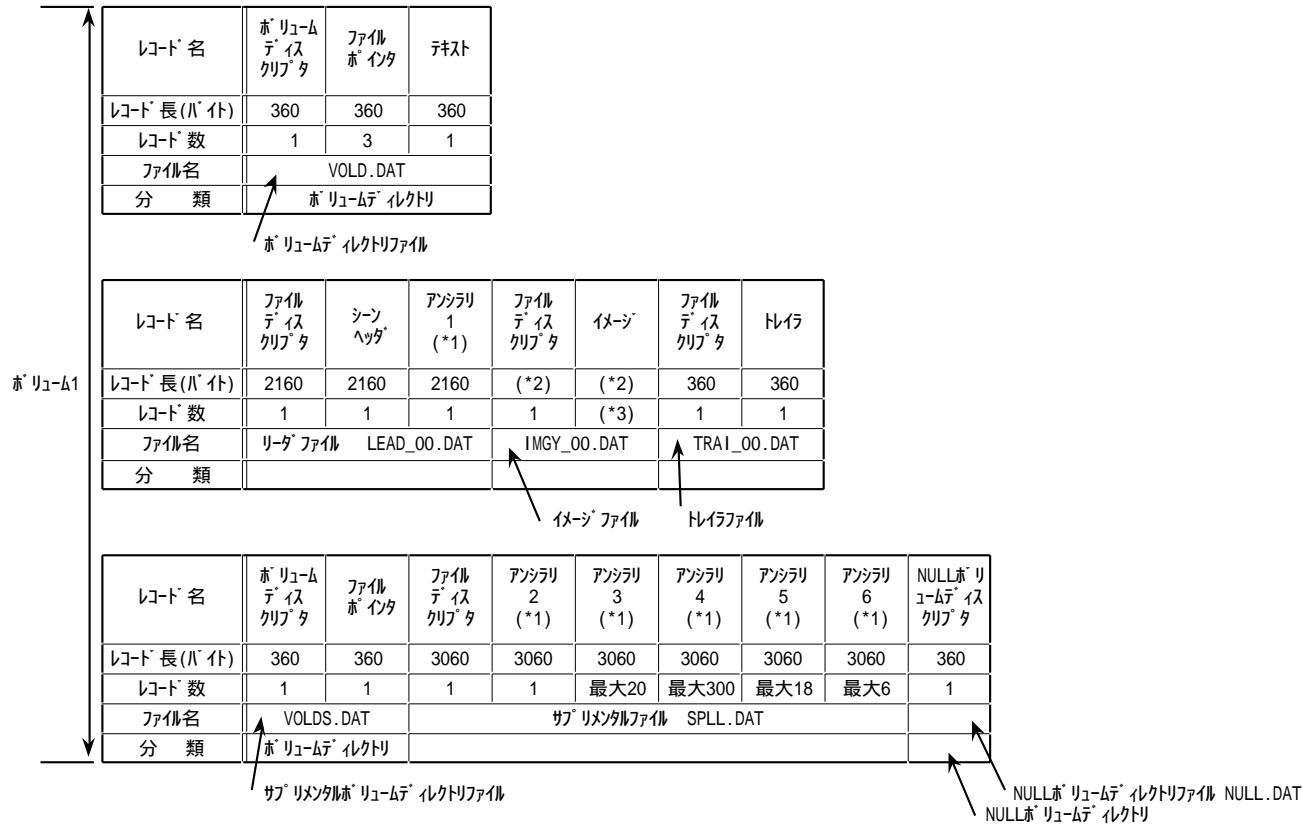 レコード名 ボリュームディスクリプタ ファイルポインタ テキスト
レコード長(バイト) 360 360 360
レコード数 1 3 1
ファイル名 VOLD.DAT
分　類 ボリュームディレクトリ
ボリュームディレクトリファイル
レコード名 ファイルディスクリプタ シーンヘッダ アンシラリ1(*1) ファイルディスクリプタ イメージ ファイルディスクリプタ トレイラ
ボリューム1
レコード長(バイト) 2160 2160 2160 (*2) (*2) 360 360
レコード数 1 1 1 1 (*3) 1 1
ファイル名 リーダファイル LEAD_OO.DAT IMGY_OO.DAT TRAI_OO.DAT
分　類
イメージファイル トレイラファイル
レコード名 ボリュームディスクリプタ ファイルポインタ ファイルディスクリプタ アンシラリ2(*1) アンシラリ3(*1) アンシラリ4(*1) アンシラリ5(*1) アンシラリ6(*1) NULLボリュームディスクリプタ
レコード長(バイト) 360 360 3060 3060 3060 3060 3060 3060 360
レコード数 1 1 1 1 最大20 最大300 最大18 最大6 1
ファイル名 VOLDS.DAT サプリメンタルファイル SPLL.DAT
分　類 ボリュームディレクトリ
サプリメンタルボリュームディレクトリファイル
NULLボリュームディレクトリファイル NULL.DAT
NULLボリュームディレクトリ